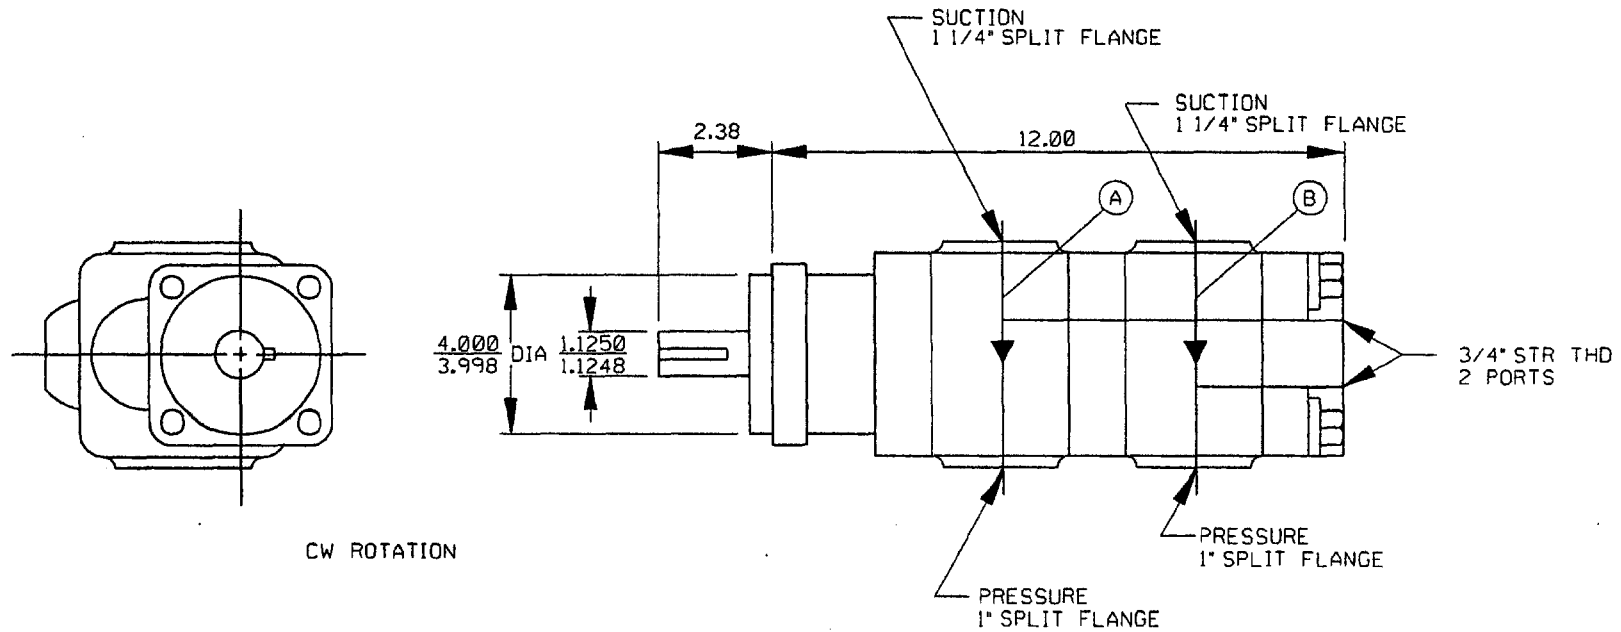 SUCTION
1 1/4" SPLIT FLANGE
SUCTION
1 1/4" SPLIT FLANGE
2.38
12.00
A
B
4.000
3.998
DIA
1.1250
1.1248
3/4" STR THD
2 PORTS
CW ROTATION
PRESSURE
1" SPLIT FLANGE
PRESSURE
1" SPLIT FLANGE